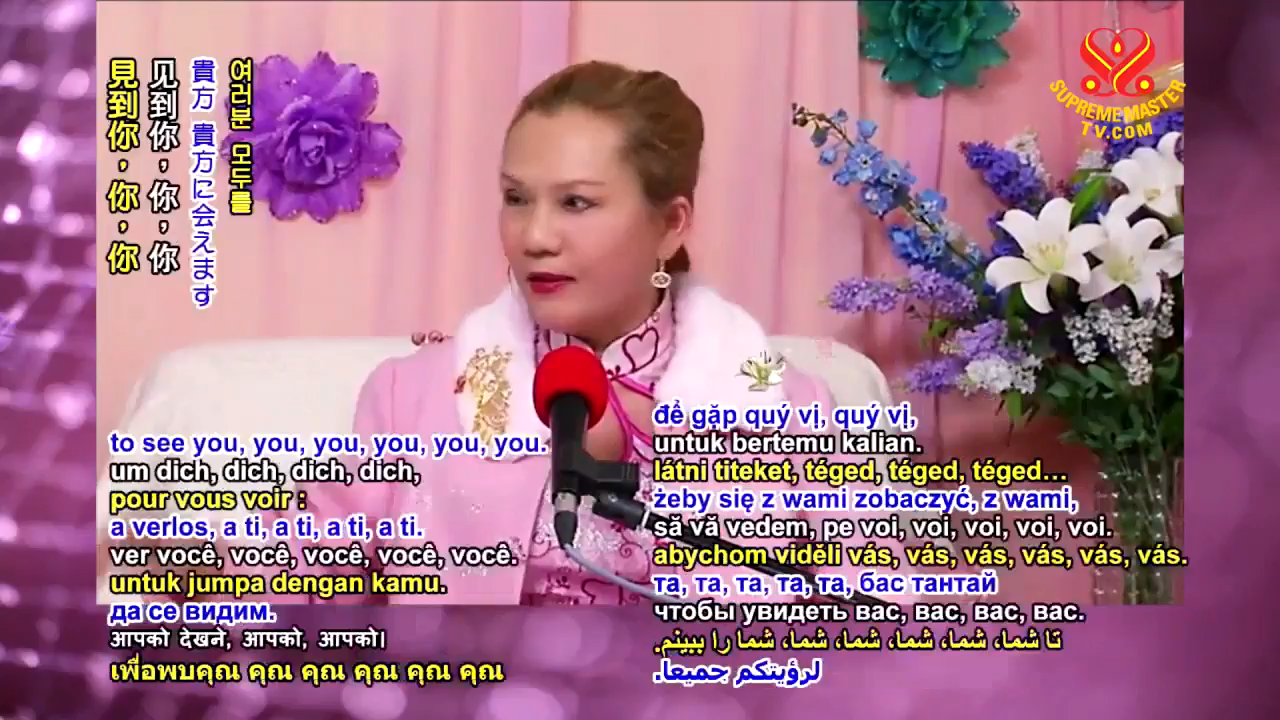 見到你，你，你
见到你，你，你
貴方 貴方に会えます
여러분 모두를
SUPREME MASTER
TV.COM
to see you, you, you, you, you, you.
um dich, dich, dich, dich,
pour vous voir :
a verlos, a ti, a ti, a ti, a ti.
ver você, você, você, você, você.
untuk jumpa dengan kamu.
да се видим.
आपको देखने, आपको, आपको।
เพื่อพบคุณ คุณ คุณ คุณ คุณ คุณ
để gặp quý vị, quý vị,
untuk bertemu kalian.
látni titeket, téged, téged, téged…
żeby się z wami zobaczyć, z wami,
să vă vedem, pe voi, voi, voi, voi, voi.
abychom viděli vás, vás, vás, vás, vás, vás.
та, та, та, та, та, бас тантай
чтобы увидеть вас, вас, вас, вас.
تا شما، شما، شما، شما، شما، شما را ببینم.
لرؤيتكم جميعا.